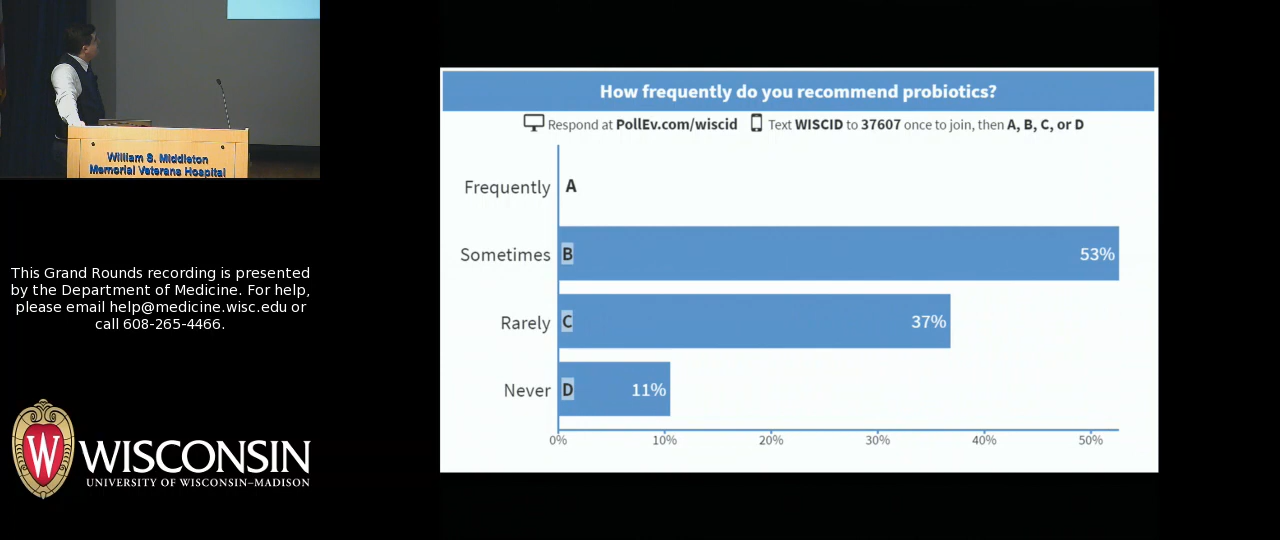 William S. Middleton
Memorial Veterans Hospital
This Grand Rounds recording is presented
by the Department of Medicine. For help,
please email help@medicine.wisc.edu or
call 608-265-4466.
W WISCONSIN
UNIVERSITY OF WISCONSIN–MADISON
How frequently do you recommend probiotics?
Respond at PollEv.com/wiscid Text WISCID to 37607 once to join, then A, B, C, or D
Frequently A
Sometimes B 53%
Rarely C 37%
Never D 11%
0% 10% 20% 30% 40% 50%